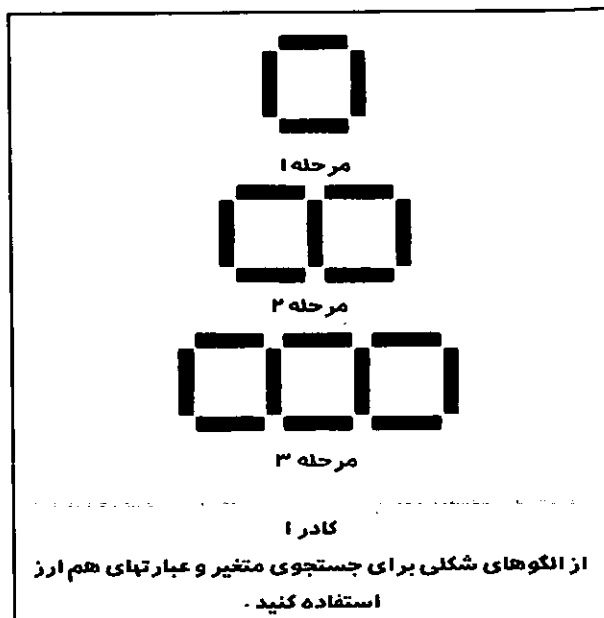 مرحله ۱
مرحله ۲
مرحله ۳
کادر ۱
از الگوهای شکلی برای جستجوی متغیر و عبارتهای هم ارز
استفاده کنید .